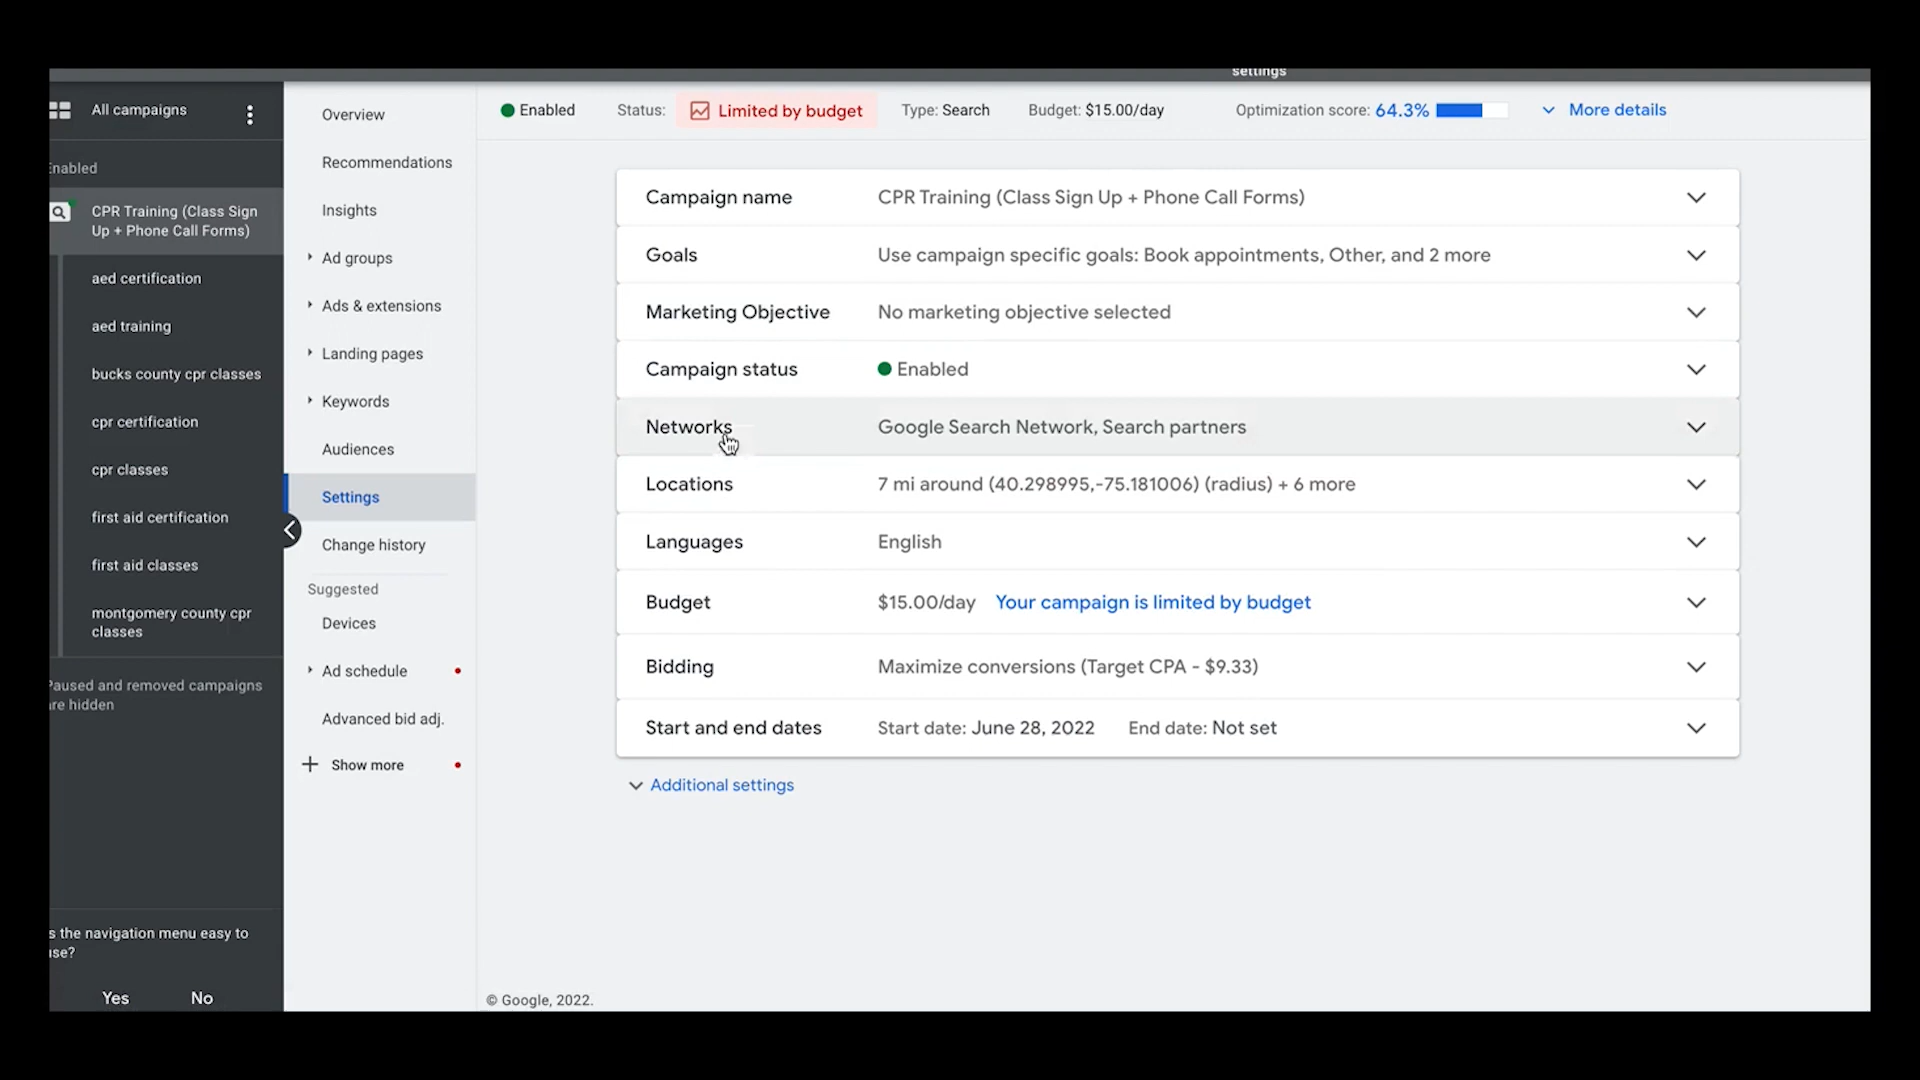 settings
All campaigns
Enabled
CPR Training (Class Sign
Up + Phone Call Forms)
aed certification
aed training
bucks county cpr classes
cpr certification
cpr classes
first aid certification
first aid classes
montgomery county cpr
classes
Paused and removed campaigns
are hidden
Is the navigation menu easy to
use?
Yes No
Overview
Recommendations
Insights
Ad groups
Ads & extensions
Landing pages
Keywords
Audiences
Settings
Change history
Suggested
Devices
Ad schedule
Advanced bid adj.
Show more
Enabled Status: Limited by budget Type: Search Budget: $15.00/day Optimization score: 64.3% More details
Campaign name CPR Training (Class Sign Up + Phone Call Forms)
Goals Use campaign specific goals: Book appointments, Other, and 2 more
Marketing Objective No marketing objective selected
Campaign status Enabled
Networks Google Search Network, Search partners
Locations 7 mi around (40.298995,-75.181006) (radius) + 6 more
Languages English
Budget $15.00/day Your campaign is limited by budget
Bidding Maximize conversions (Target CPA - $9.33)
Start and end dates Start date: June 28, 2022 End date: Not set
Additional settings
© Google, 2022.